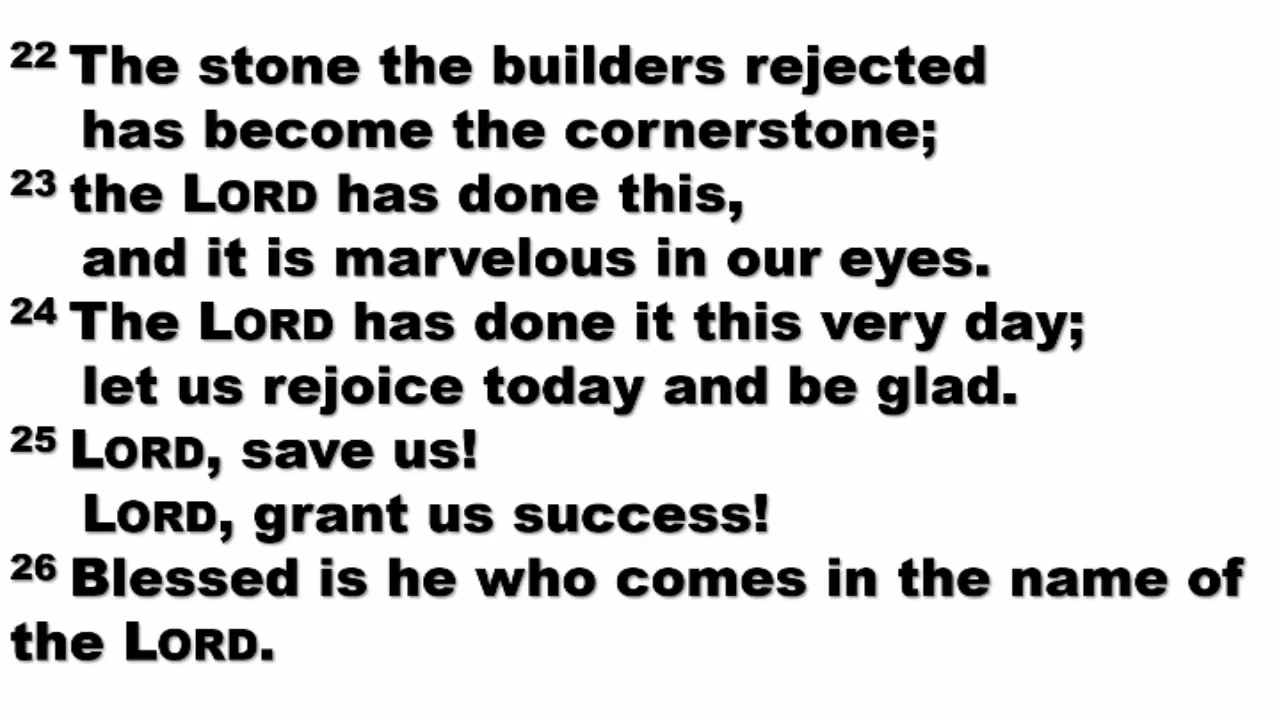 22 The stone the builders rejected
has become the cornerstone;
23 the LORD has done this,
and it is marvelous in our eyes.
24 The LORD has done it this very day;
let us rejoice today and be glad.
25 LORD, save us!
LORD, grant us success!
26 Blessed is he who comes in the name of
the LORD.